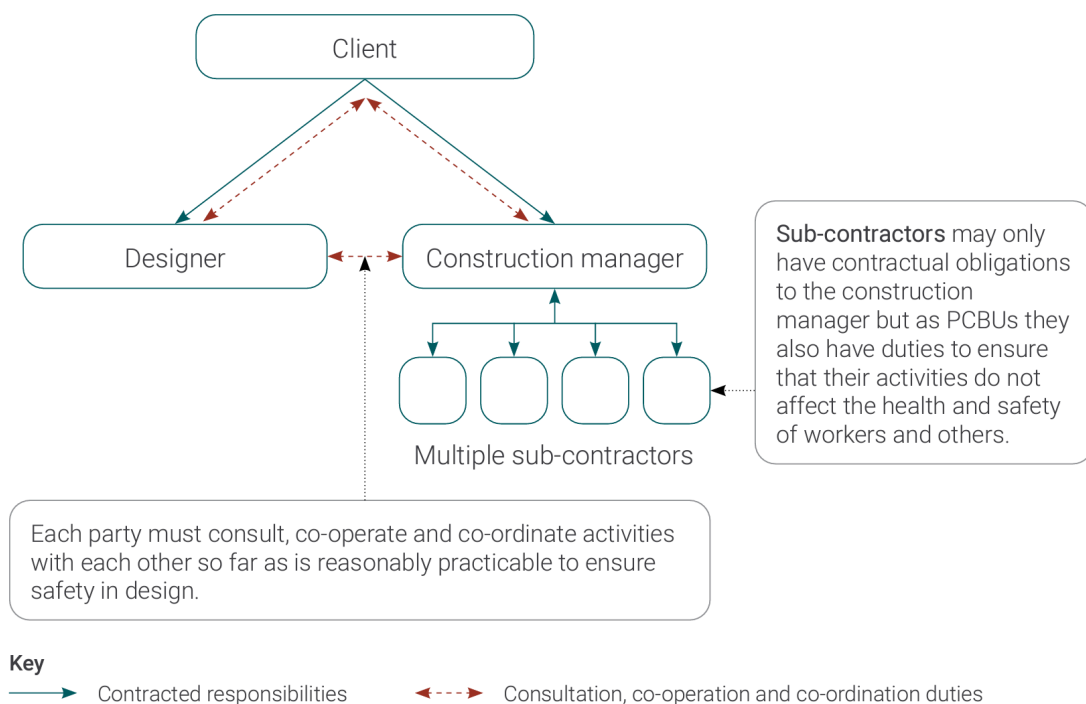 Client
Designer
Construction manager
Sub-contractors may only
have contractual obligations
to the construction
manager but as PCBUs they
also have duties to ensure
that their activities do not
affect the health and safety
of workers and others.
Multiple sub-contractors
Each party must consult, co-operate and co-ordinate activities
with each other so far as is reasonably practicable to ensure
safety in design.
Key
Contracted responsibilities
Consultation, co-operation and co-ordination duties